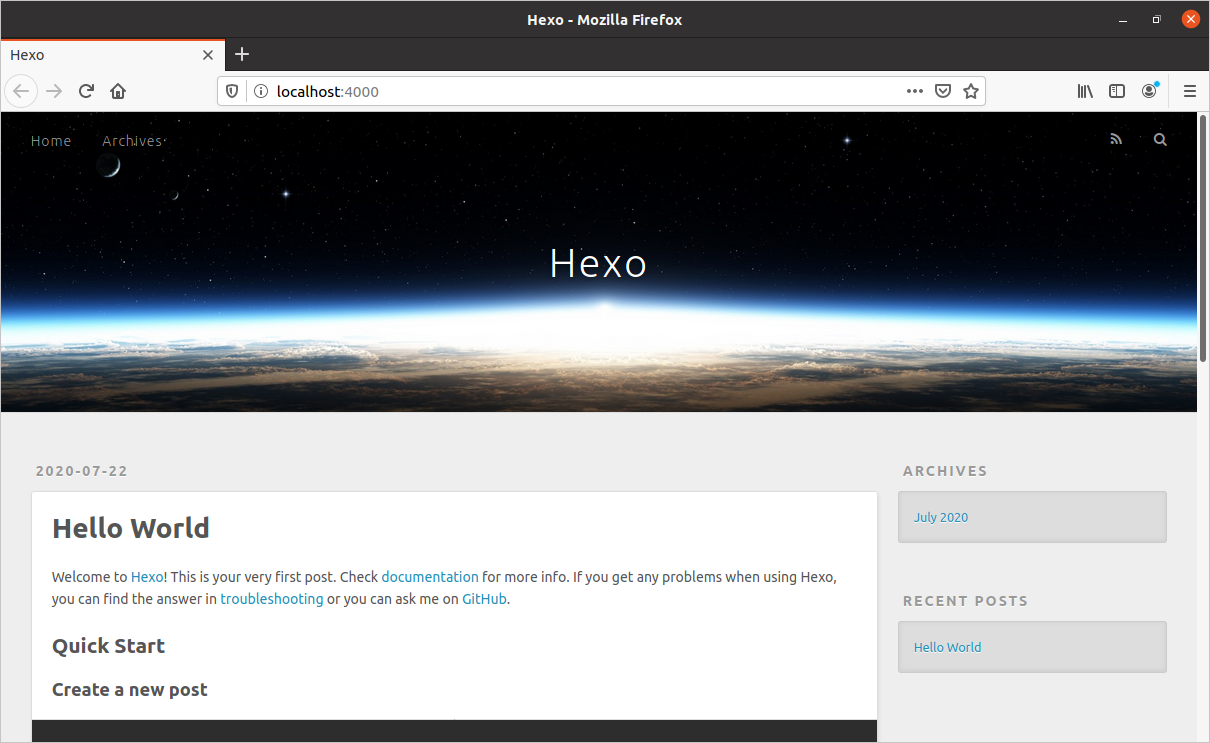 Hexo - Mozilla Firefox
Hexo
localhost:4000
Home Archives
Hexo
2020-07-22
Hello World
Welcome to Hexo! This is your very first post. Check documentation for more info. If you get any problems when using Hexo,
you can find the answer in troubleshooting or you can ask me on GitHub.
Quick Start
Create a new post
ARCHIVES
July 2020
RECENT POSTS
Hello World